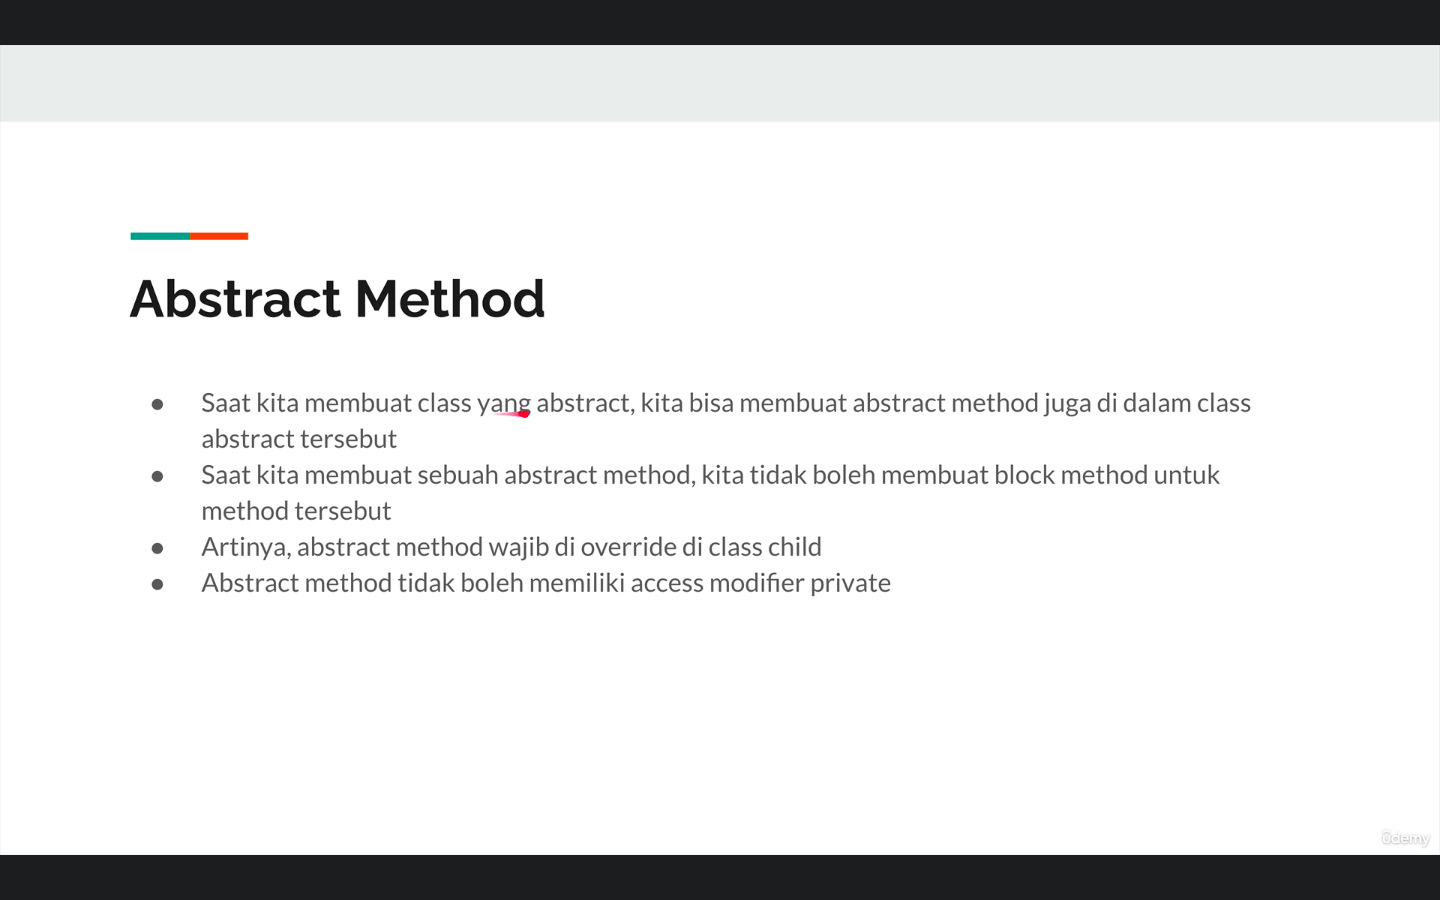 Abstract Method
● Saat kita membuat class yang abstract, kita bisa membuat abstract method juga di dalam class
abstract tersebut
● Saat kita membuat sebuah abstract method, kita tidak boleh membuat block method untuk
method tersebut
● Artinya, abstract method wajib di override di class child
● Abstract method tidak boleh memiliki access modifier private
ûdemy